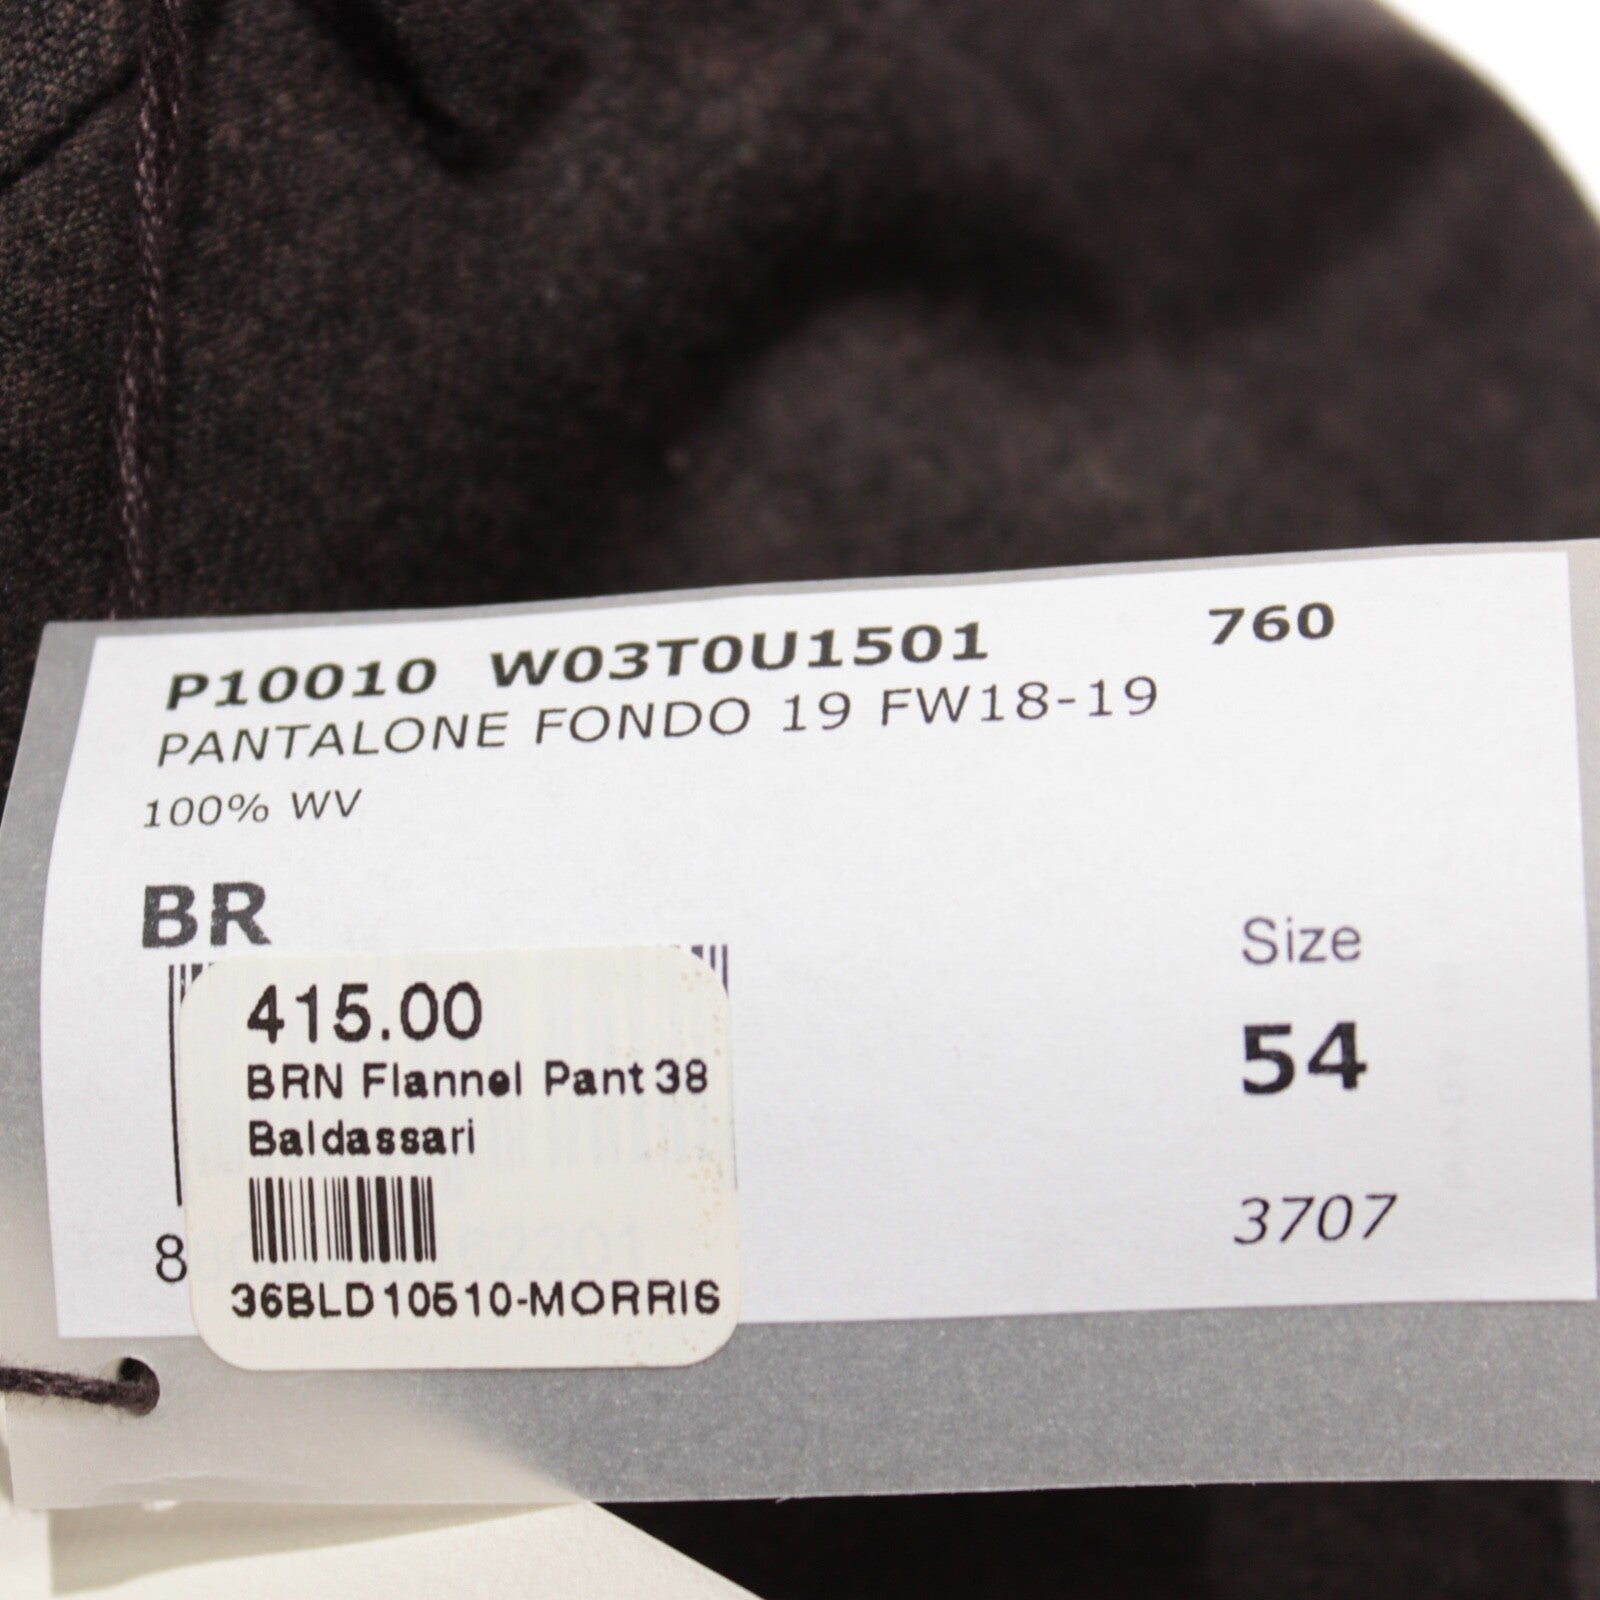 P10010 W03T0U1501 760
PANTALONE FONDO 19 FW18-19
100% WV
BR
Size
54
3707
415.00
BRN Flannel Pant 38
Baldassari
36BLD10510-MORRIS
8